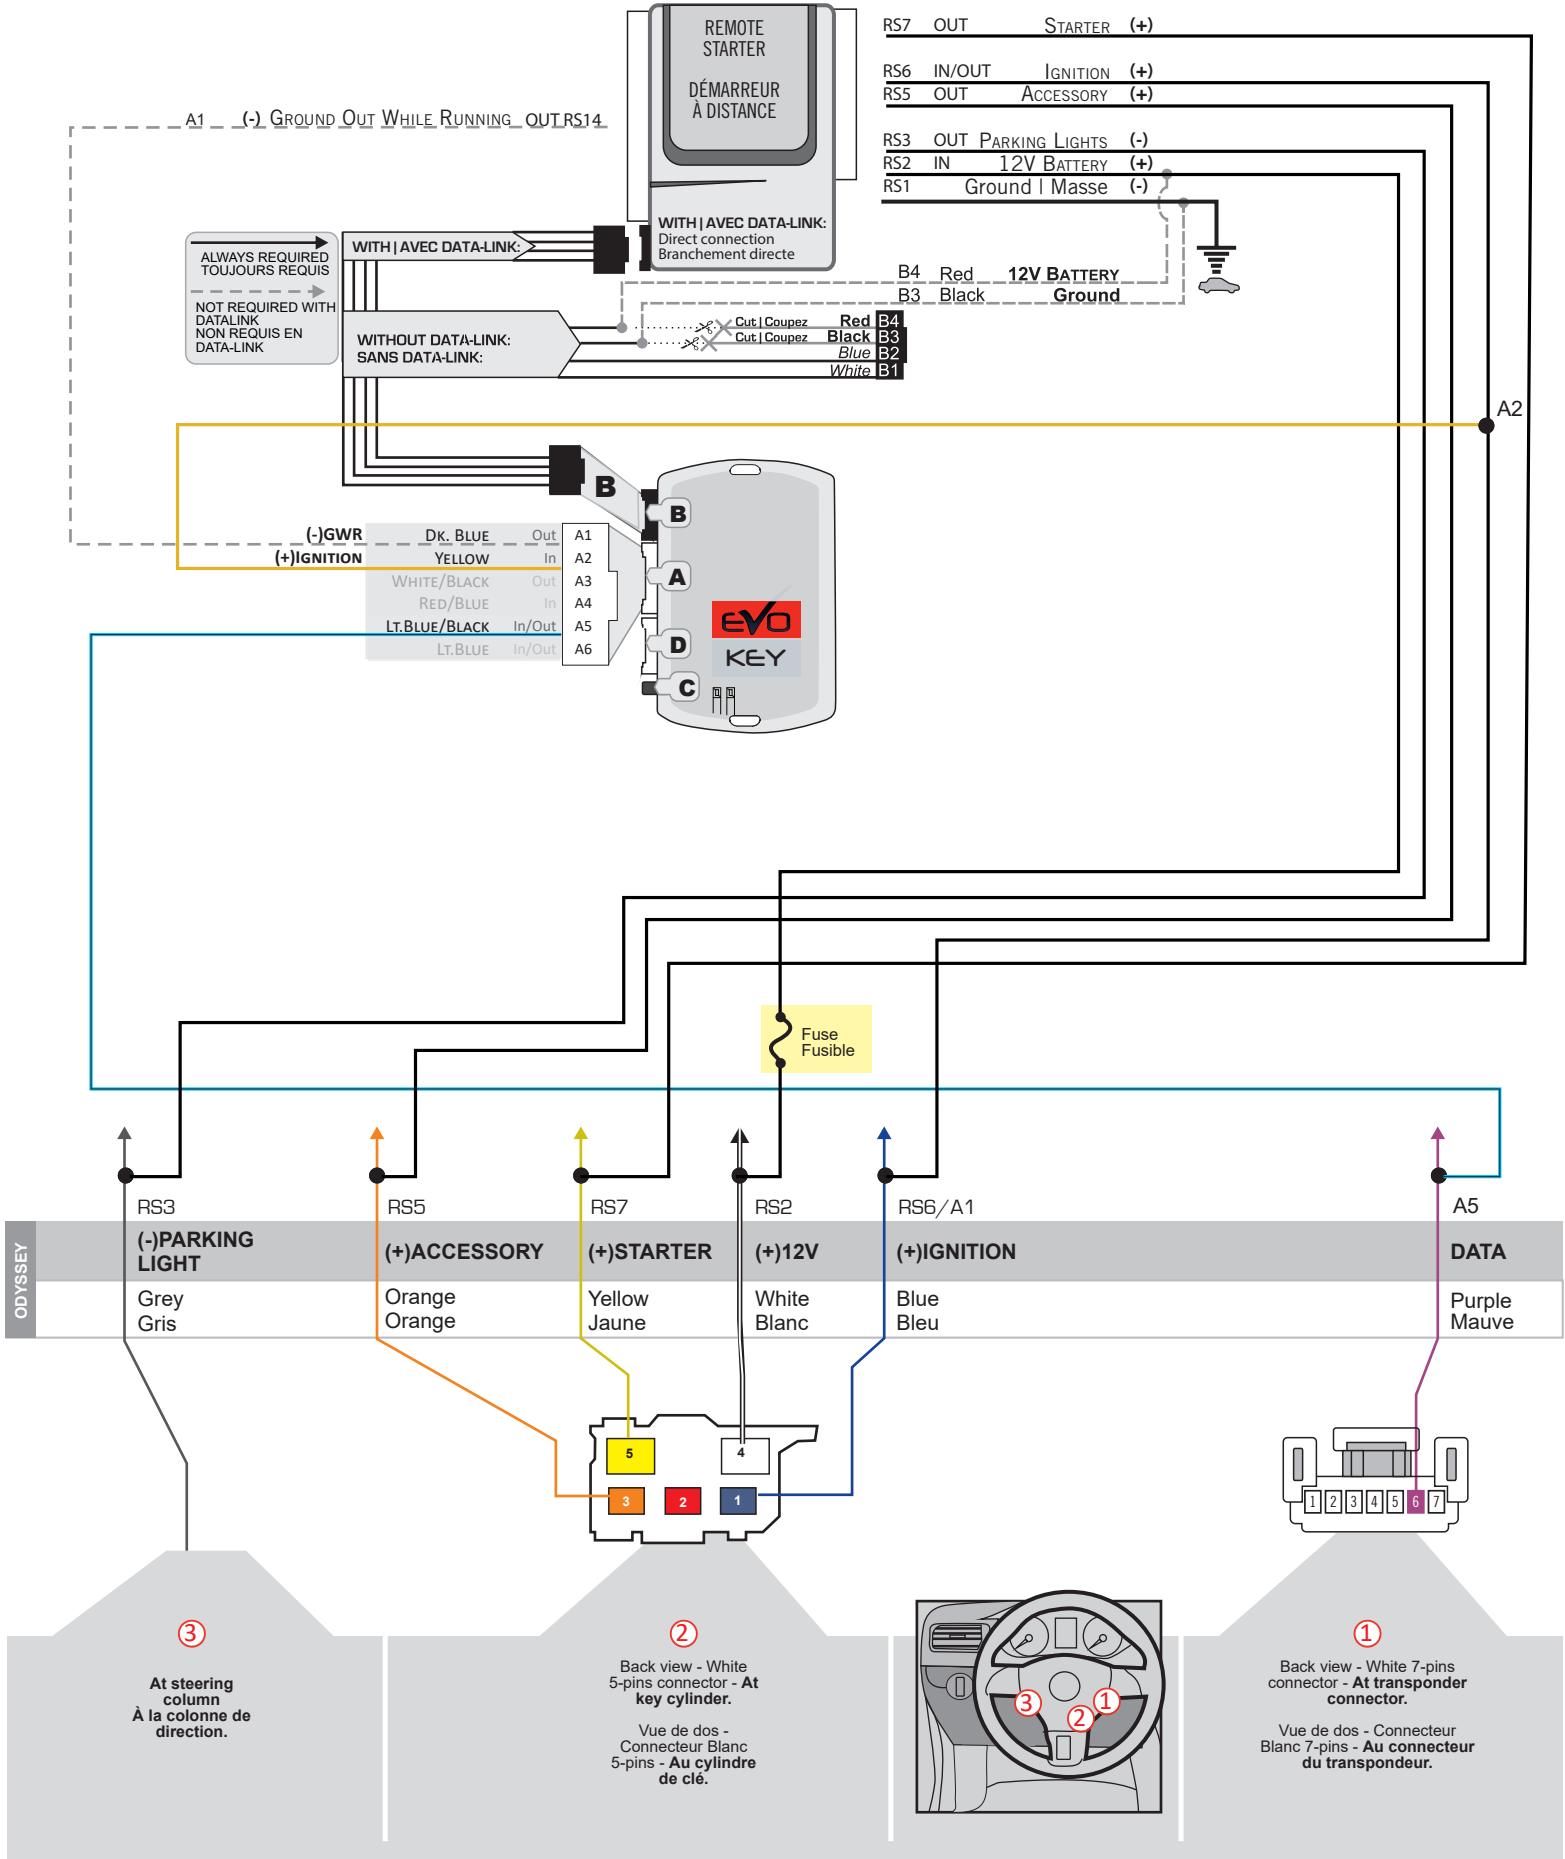 REMOTE
STARTER
DÉMARREUR
À DISTANCE
WITH | AVEC DATA-LINK:
Direct connection
Branchement directe
RS7 OUT STARTER (+)
RS6 IN/OUT IGNITION (+)
RS5 OUT ACCESSORY (+)
RS3 OUT PARKING LIGHTS (-)
RS2 IN 12V BATTERY (+)
RS1 Ground | Masse (-)
A1 (-) GROUND OUT WHILE RUNNING OUT RS14
ALWAYS REQUIRED
TOUJOURS REQUIS
NOT REQUIRED WITH
DATALINK
NON REQUIS EN
DATA-LINK
WITH | AVEC DATA-LINK:
WITHOUT DATA-LINK:
SANS DATA-LINK:
B4 Red 12V BATTERY
B3 Black Ground
Cut | Coupez Red B4
Cut | Coupez Black B3
Blue B2
White B1
A2
B
B
A
D
C
EVO
KEY
(-)GWR DK. BLUE Out A1
(+)IGNITION YELLOW In A2
WHITE/BLACK Out A3
RED/BLUE In A4
LT.BLUE/BLACK In/Out A5
LT.BLUE In/Out A6
Fuse
Fusible
RS3 RS5 RS7 RS2 RS6/A1 A5
ODYSSEY
(-)PARKING
LIGHT
(+)ACCESSORY
(+)STARTER
(+)12V
(+)IGNITION
DATA
Grey
Gris
Orange
Orange
Yellow
Jaune
White
Blanc
Blue
Bleu
Purple
Mauve
5 4
3 2 1
1 2 3 4 5 6 7
3
At steering
column
À la colonne de
direction.
2
Back view - White
5-pins connector - At
key cylinder.
Vue de dos -
Connecteur Blanc
5-pins - Au cylindre
de clé.
3
2
1
1
Back view - White 7-pins
connector - At transponder
connector.
Vue de dos - Connecteur
Blanc 7-pins - Au connecteur
du transpondeur.